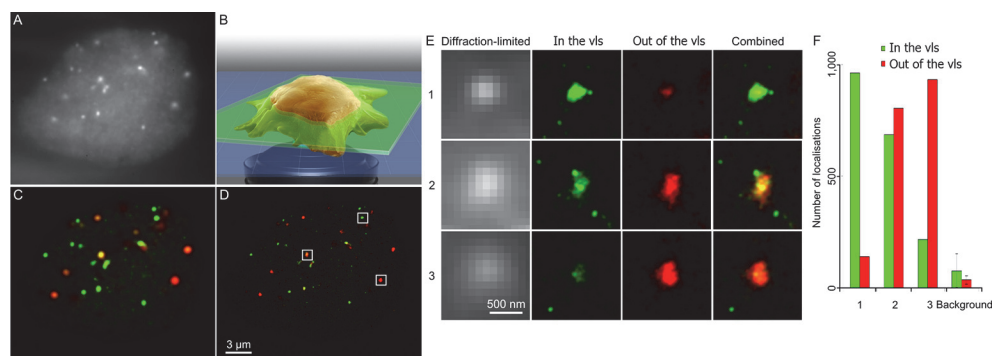 A
B
C
D
3 µm
E
Diffraction-limited
In the vls
Out of the vls
Combined
1
2
3
500 nm
F
In the vls
Out of the vls
Number of localisations
1,000
500
0
1
2
3
Background